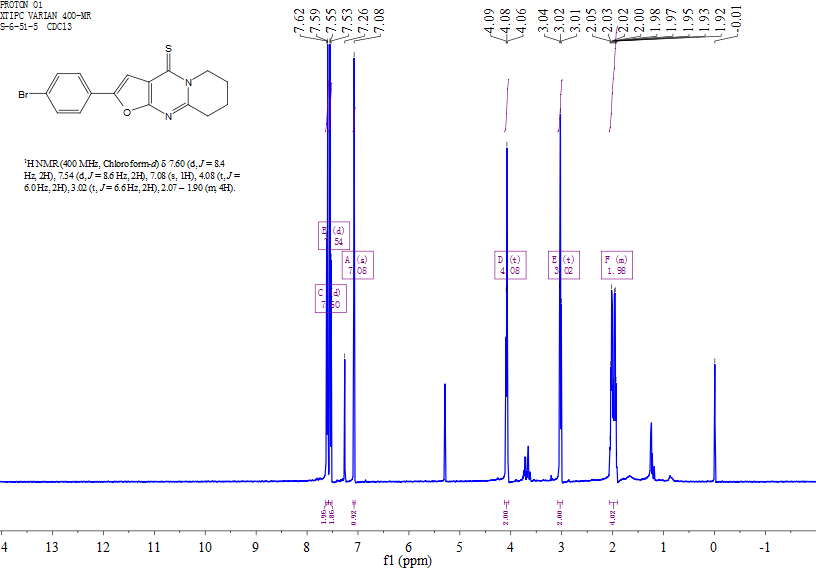 PROTON 01
XTIPC VARIAN 400-MR
S-6-51-5 CDC13
7.62
7.59
7.55
7.53
7.26
7.08
4.09
4.08
4.06
3.04
3.02
3.01
2.05
2.03
2.02
2.00
1.98
1.97
1.95
1.93
1.92
-0.01
S
Br
N
O
N
¹H NMR (400 MHz, Chloroform-d) δ 7.60 (d, J = 8.4
Hz, 2H), 7.54 (d, J = 8.6 Hz, 2H), 7.08 (s, 1H), 4.08 (t, J =
6.0 Hz, 2H), 3.02 (t, J = 6.6 Hz, 2H), 2.07 – 1.90 (m, 4H).
(d)
54
A (s)
7.08
C (d)
7.60
D (t)
4.08
E (t)
3.02
F (m)
1.98
1.96
1.86
0.92
2.00
2.00
4.02
4 13 12 11 10 9 8 7 6 5 4 3 2 1 0 -1
f1 (ppm)